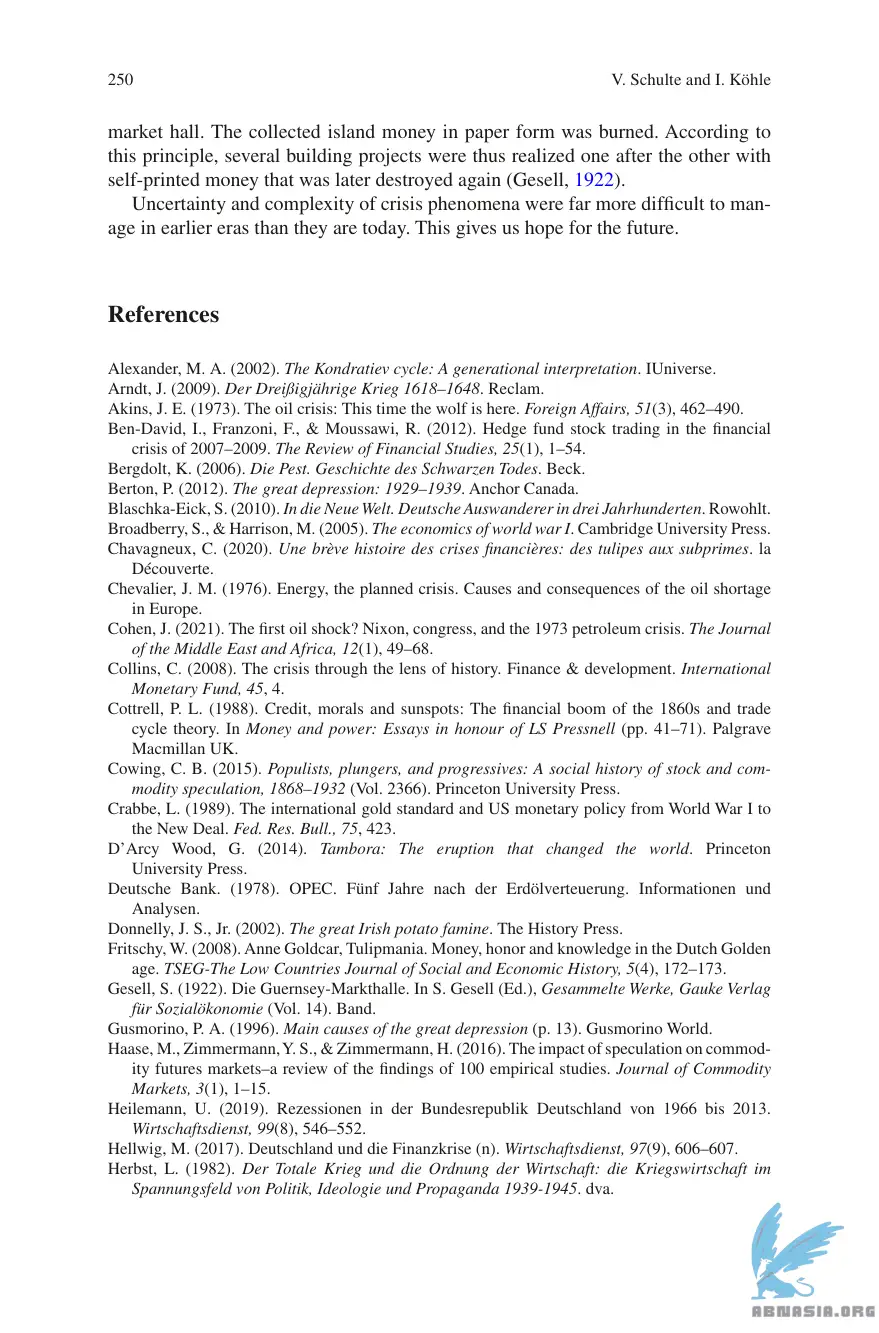 250 V. Schulte and I. Köhle
market hall. The collected island money in paper form was burned. According to
this principle, several building projects were thus realized one after the other with
self-printed money that was later destroyed again (Gesell, 1922).
Uncertainty and complexity of crisis phenomena were far more difficult to man-
age in earlier eras than they are today. This gives us hope for the future.
References
Alexander, M. A. (2002). The Kondratiev cycle: A generational interpretation. IUniverse.
Arndt, J. (2009). Der Dreißigjährige Krieg 1618–1648. Reclam.
Akins, J. E. (1973). The oil crisis: This time the wolf is here. Foreign Affairs, 51(3), 462–490.
Ben-David, I., Franzoni, F., & Moussawi, R. (2012). Hedge fund stock trading in the financial
crisis of 2007–2009. The Review of Financial Studies, 25(1), 1–54.
Bergdolt, K. (2006). Die Pest. Geschichte des Schwarzen Todes. Beck.
Berton, P. (2012). The great depression: 1929–1939. Anchor Canada.
Blaschka-Eick, S. (2010). In die Neue Welt. Deutsche Auswanderer in drei Jahrhunderten. Rowohlt.
Broadberry, S., & Harrison, M. (2005). The economics of world war I. Cambridge University Press.
Chavagneux, C. (2020). Une brève histoire des crises financières: des tulipes aux subprimes. la
Découverte.
Chevalier, J. M. (1976). Energy, the planned crisis. Causes and consequences of the oil shortage
in Europe.
Cohen, J. (2021). The first oil shock? Nixon, congress, and the 1973 petroleum crisis. The Journal
of the Middle East and Africa, 12(1), 49–68.
Collins, C. (2008). The crisis through the lens of history. Finance & development. International
Monetary Fund, 45, 4.
Cottrell, P. L. (1988). Credit, morals and sunspots: The financial boom of the 1860s and trade
cycle theory. In Money and power: Essays in honour of LS Pressnell (pp. 41–71). Palgrave
Macmillan UK.
Cowing, C. B. (2015). Populists, plungers, and progressives: A social history of stock and com-
modity speculation, 1868–1932 (Vol. 2366). Princeton University Press.
Crabbe, L. (1989). The international gold standard and US monetary policy from World War I to
the New Deal. Fed. Res. Bull., 75, 423.
D’Arcy Wood, G. (2014). Tambora: The eruption that changed the world. Princeton
University Press.
Deutsche Bank. (1978). OPEC. Fünf Jahre nach der Erdölverteuerung. Informationen und
Analysen.
Donnelly, J. S., Jr. (2002). The great Irish potato famine. The History Press.
Fritschy, W. (2008). Anne Goldcar, Tulipmania. Money, honor and knowledge in the Dutch Golden
age. TSEG-The Low Countries Journal of Social and Economic History, 5(4), 172–173.
Gesell, S. (1922). Die Guernsey-Markthalle. In S. Gesell (Ed.), Gesammelte Werke, Gauke Verlag
für Sozialökonomie (Vol. 14). Band.
Gusmorino, P. A. (1996). Main causes of the great depression (p. 13). Gusmorino World.
Haase, M., Zimmermann, Y. S., & Zimmermann, H. (2016). The impact of speculation on commod-
ity futures markets–a review of the findings of 100 empirical studies. Journal of Commodity
Markets, 3(1), 1–15.
Heilemann, U. (2019). Rezessionen in der Bundesrepublik Deutschland von 1966 bis 2013.
Wirtschaftsdienst, 99(8), 546–552.
Hellwig, M. (2017). Deutschland und die Finanzkrise (n). Wirtschaftsdienst, 97(9), 606–607.
Herbst, L. (1982). Der Totale Krieg und die Ordnung der Wirtschaft: die Kriegswirtschaft im
Spannungsfeld von Politik, Ideologie und Propaganda 1939-1945. dva.
ABNASIA.ORG